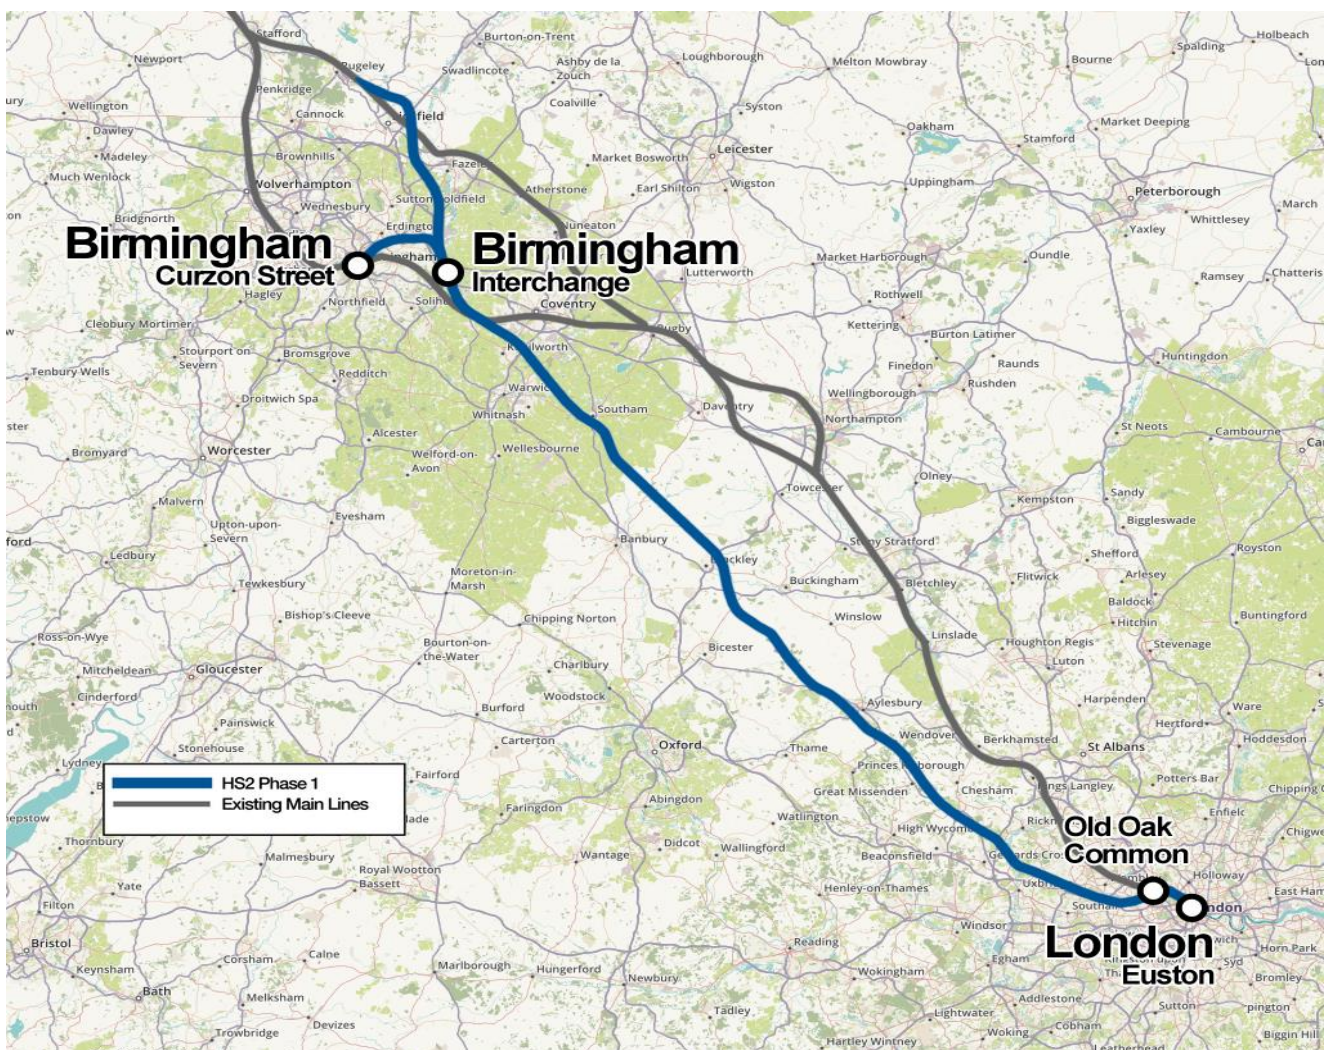 Stafford
Burton-on-Trent
Holbeach
Spalding
Newport
Loughborough
Ashby de la
Zouch
Melton Mowbray
Bourne
Rugeley
Swadlincote
Penkridge
Coalville
Syston
Wellington
Cannock
Market Deeping
Oakham
Stamford
Dawley
Brownhills
Leicester
Madeley
Market Bosworth
Much Wenlock
Wolverhampton
Atherstone
Earl Shilton
Wigston
Uppingham
Peterborough
March
Wednesbury
Bridgnorth
Whittlesey
Nuneaton
Yaxley
Birmingham
Curzon Street
Birmingham
Interchange
Market Harborough
Oundle
Lutterworth
Ramsey
Chatteris
Hagley
Northfield
Coventry
Rothwell
Cleobury Mortimer
Kettering
Burton Latimer
Stourport on
Severn
Bromsgrove
Huntingdon
Tenbury Wells
Redditch
Finedon
Raunds
Rushden
Wellingborough
Droitwich Spa
Whitnash
Southam
Northampton
St Neots
Cambourne
Alcester
Worcester
Bromyard
Welford-on-
Avon
Wellesbourne
Olney
Kempston
Sandy
Malvern
Biggleswade
Evesham
Upton-upon-
Severn
Banbury
Royston
Ledbury
Shefford
Moreton-in-
Marsh
Buckingham
Bletchley
Flitwick
Arlesey
Tewkesbury
Baldock
Bishop's Cleeve
Chipping Norton
Winslow
Hitchin
Buntingford
Ross-on-Wye
Bourton-on-
the-Water
Linslade
Houghton Regis
Stevenage
Bicester
Luton
Mitcheldean
Gloucester
Charlbury
Cinderford
Woodstock
Aylesbury
Harpenden
Ware
Painswick
Burford
Hertford
Stonehouse
Carterton
Wendover
Berkhamsted
St Albans
Hoddesdon
Oxford
Thame
Lydney
Fairford
Potters Bar
HS2 Phase 1
Existing Main Lines
Great Missenden
Chesham
Abingdon
Faringdon
Watlington
Thornbury
Didcot
Wallingford
Old Oak
Common
Malmesbury
Wantage
Beaconsfield
Holloway
Royal Wootton
Bassett
Yate
Henley-on-Thames
Filton
Windsor
London
Euston
Bristol
Reading
Horn Park
Calne
Egham
Corsham
Marlborough
Hungerford
Keynsham
Wokingham
Bromley
Newbury
Bath
Melksham
Addlestone
Sutton
Tadley
Lightwater
Devizes
Trowbridge
Woking
Cobham
Biggin Hill
Hartley Wintney